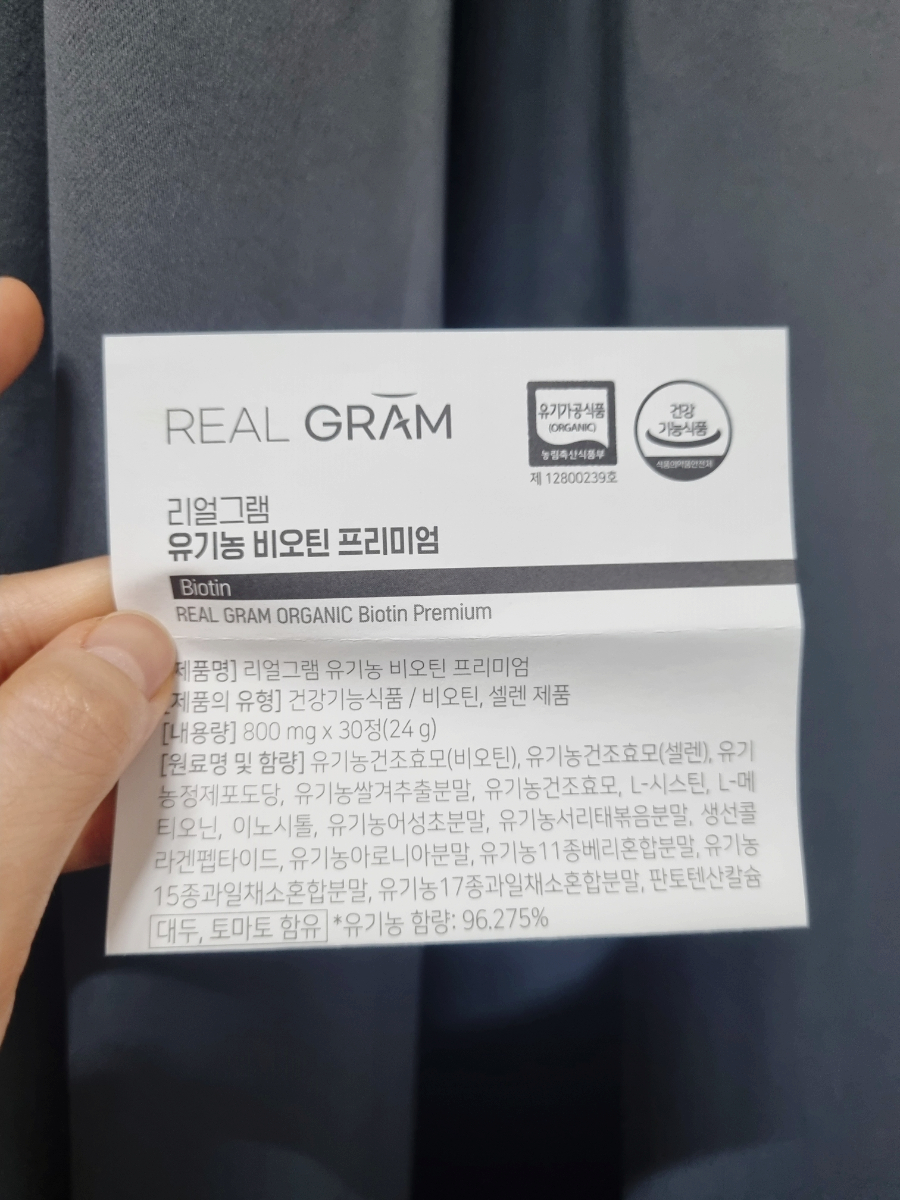 REAL GRAM
유기가공식품
(ORGANIC)
농림축산식품부
제 12800239호
건강
기능식품
식품의약품안전처
리얼그램
유기농 비오틴 프리미엄
Biotin
REAL GRAM ORGANIC Biotin Premium
제품명] 리얼그램 유기농 비오틴 프리미엄
[제품의 유형] 건강기능식품 / 비오틴, 셀렌 제품
[내용량] 800 mg x 30정(24 g)
[원료명 및 함량] 유기농건조효모(비오틴), 유기농건조효모(셀렌), 유기
농정제포도당, 유기농쌀겨추출분말, 유기농건조효모, L-시스틴, L-메
티오닌, 이노시톨, 유기농어성초분말, 유기농서리태볶음분말, 생선콜
라겐펩타이드, 유기농아로니아분말, 유기농11종베리혼합분말, 유기농
15종과일채소혼합분말, 유기농17종과일채소혼합분말, 판토텐산칼슘
대두, 토마토 함유 *유기농 함량: 96.275%